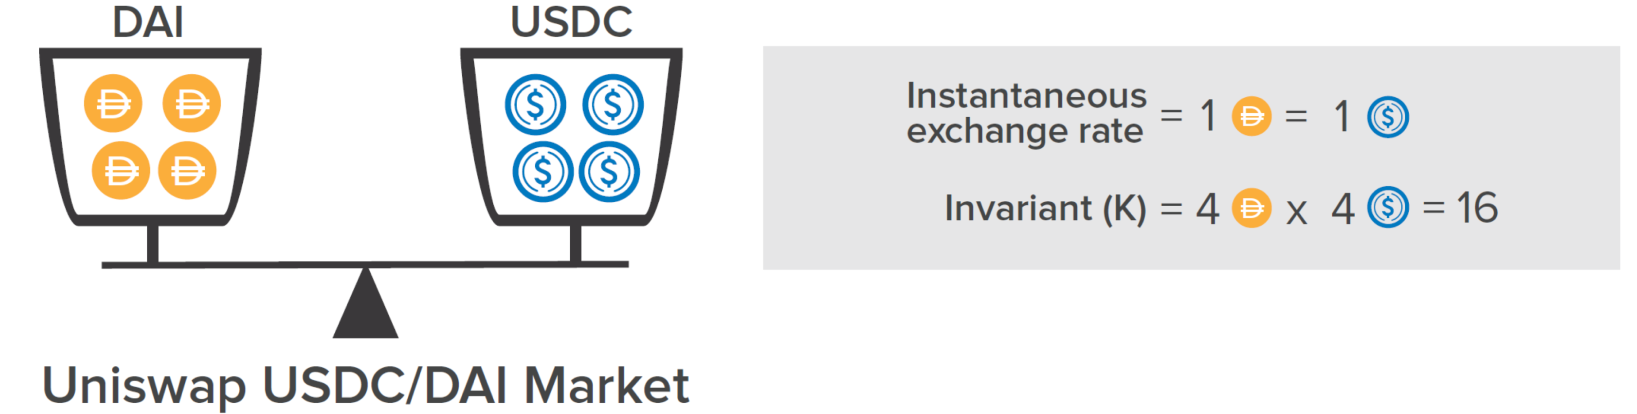 DAI
USDC
Instantaneous
exchange rate = 1 = 1 $
Invariant (K) = 4 x 4 $ = 16
$ $
$ $
Uniswap USDC/DAI Market